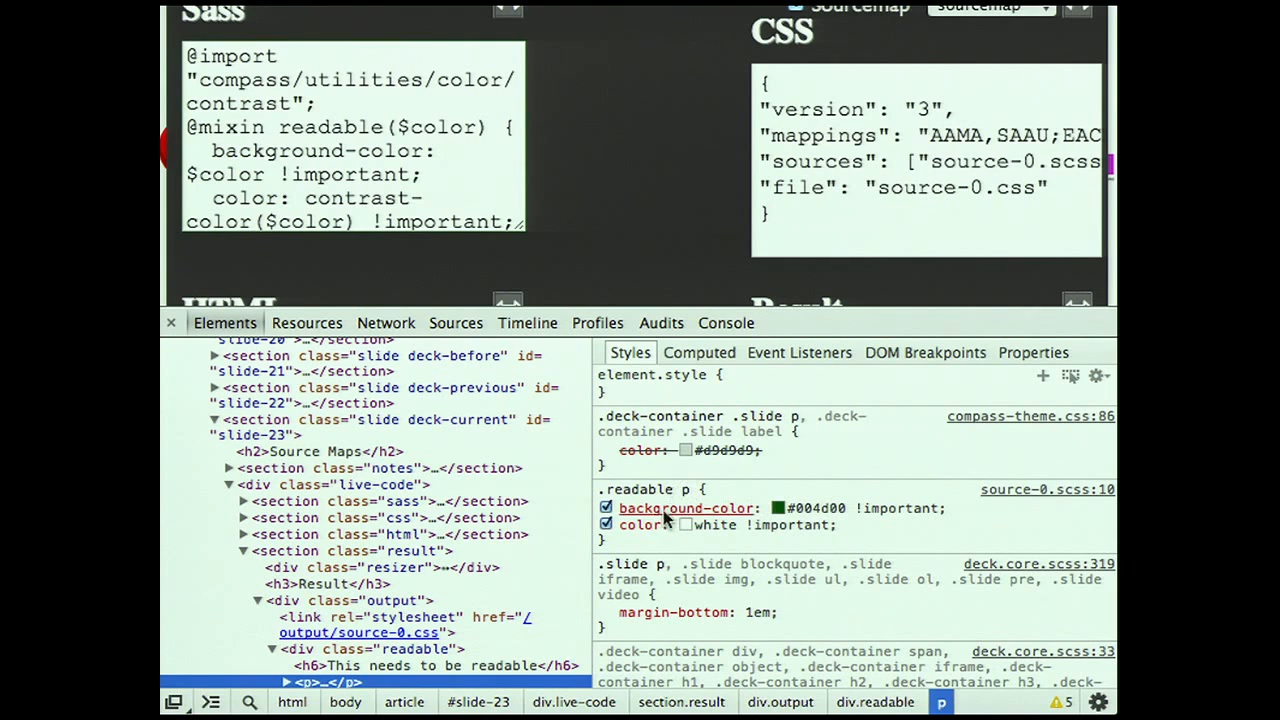 Sass
Sourcemap
sourcemap
CSS
@import
"compass/utilities/color/
contrast";
@mixin readable($color) {
background-color:
$color !important;
color: contrast-
color($color) !important;
{
"version": "3",
"mappings": "AAMA,SAAU;EAC
"sources": ["source-0.scss
"file": "source-0.css"
}
HTML
Result
× Elements Resources Network Sources Timeline Profiles Audits Console
slide-20">…</section>
▶<section class="slide deck-before" id=
"slide-21">…</section>
▶<section class="slide deck-previous" id=
"slide-22">…</section>
▼<section class="slide deck-current" id=
"slide-23">
<h2>Source Maps</h2>
▶<section class="notes">…</section>
▼<div class="live-code">
▶<section class="sass">…</section>
▶<section class="css">…</section>
▶<section class="html">…</section>
▼<section class="result">
<div class="resizer">↔</div>
<h3>Result</h3>
▼<div class="output">
<link rel="stylesheet" href="/
output/source-0.css">
▼<div class="readable">
<h6>This needs to be readable</h6>
▶<p>…</p>
Styles Computed Event Listeners DOM Breakpoints Properties
element.style {
}
.deck-container .slide p, .deck- compass-theme.css:86
container .slide label {
color: #d9d9d9;
}
.readable p { source-0.scss:10
background-color: #004d00 !important;
color: white !important;
}
.slide p, .slide blockquote, .slide deck.core.scss:319
iframe, .slide img, .slide ul, .slide ol, .slide pre, .slide
video {
margin-bottom: 1em;
}
.deck-container div, .deck-container span, deck.core.scss:33
.deck-container object, .deck-container iframe, .deck-
container h1, .deck-container h2, .deck-container h3, .deck-
html body article #slide-23 div.live-code section.result div.output div.readable p 5